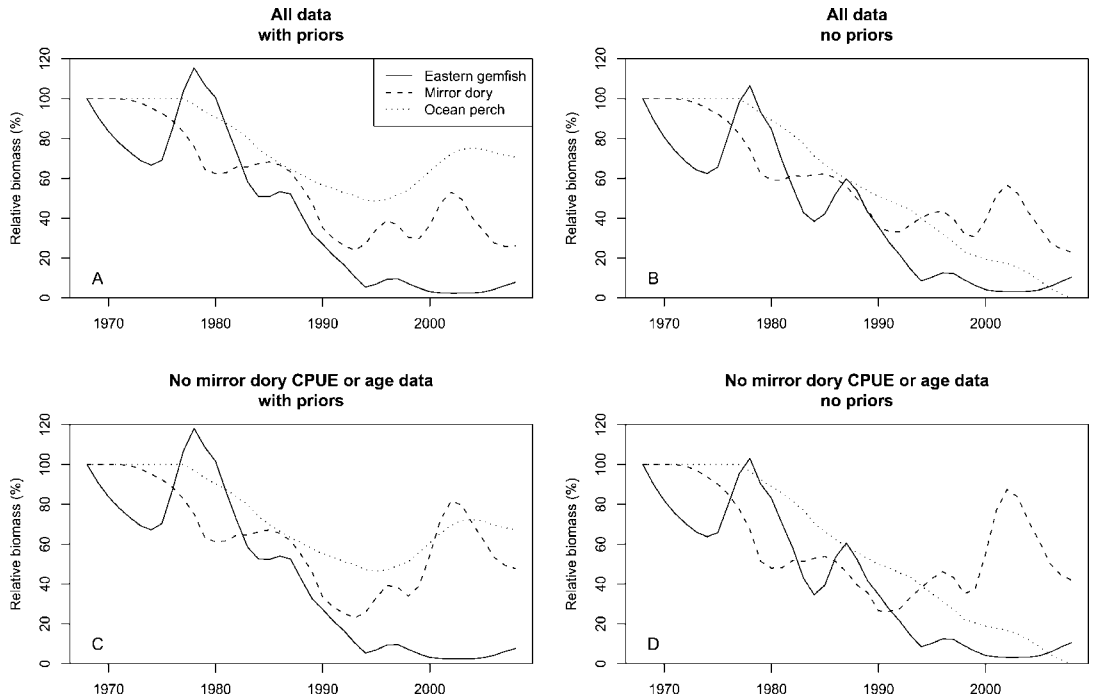 All data
with priors
Relative biomass (%)
120
100
80
60
40
20
0
Eastern gemfish
Mirror dory
Ocean perch
A
1970
1980
1990
2000
All data
no priors
Relative biomass (%)
120
100
80
60
40
20
0
B
1970
1980
1990
2000
No mirror dory CPUE or age data
with priors
Relative biomass (%)
120
100
80
60
40
20
0
C
1970
1980
1990
2000
No mirror dory CPUE or age data
no priors
Relative biomass (%)
120
100
80
60
40
20
0
D
1970
1980
1990
2000